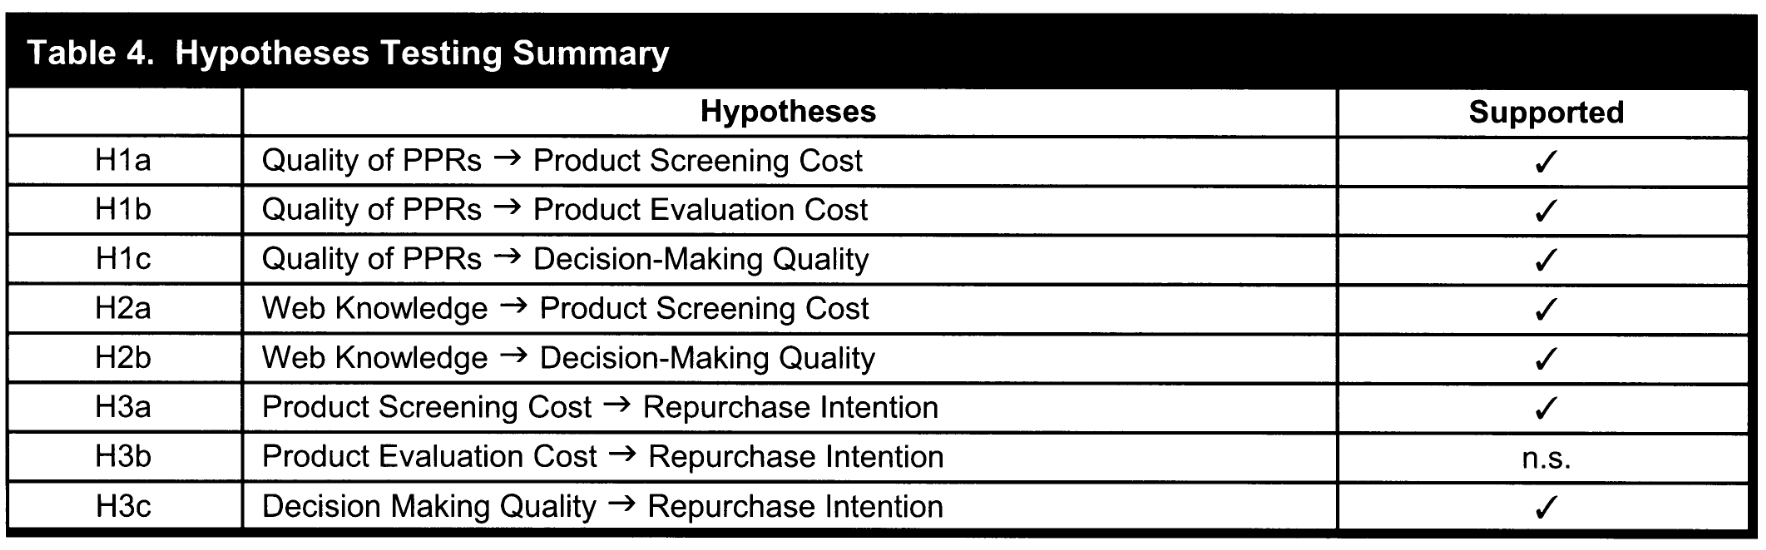 Table 4. Hypotheses Testing Summary
Hypotheses Supported
H1a Quality of PPRs → Product Screening Cost ✓
H1b Quality of PPRs → Product Evaluation Cost ✓
H1c Quality of PPRs → Decision-Making Quality ✓
H2a Web Knowledge → Product Screening Cost ✓
H2b Web Knowledge → Decision-Making Quality ✓
H3a Product Screening Cost → Repurchase Intention ✓
H3b Product Evaluation Cost → Repurchase Intention n.s.
H3c Decision Making Quality → Repurchase Intention ✓